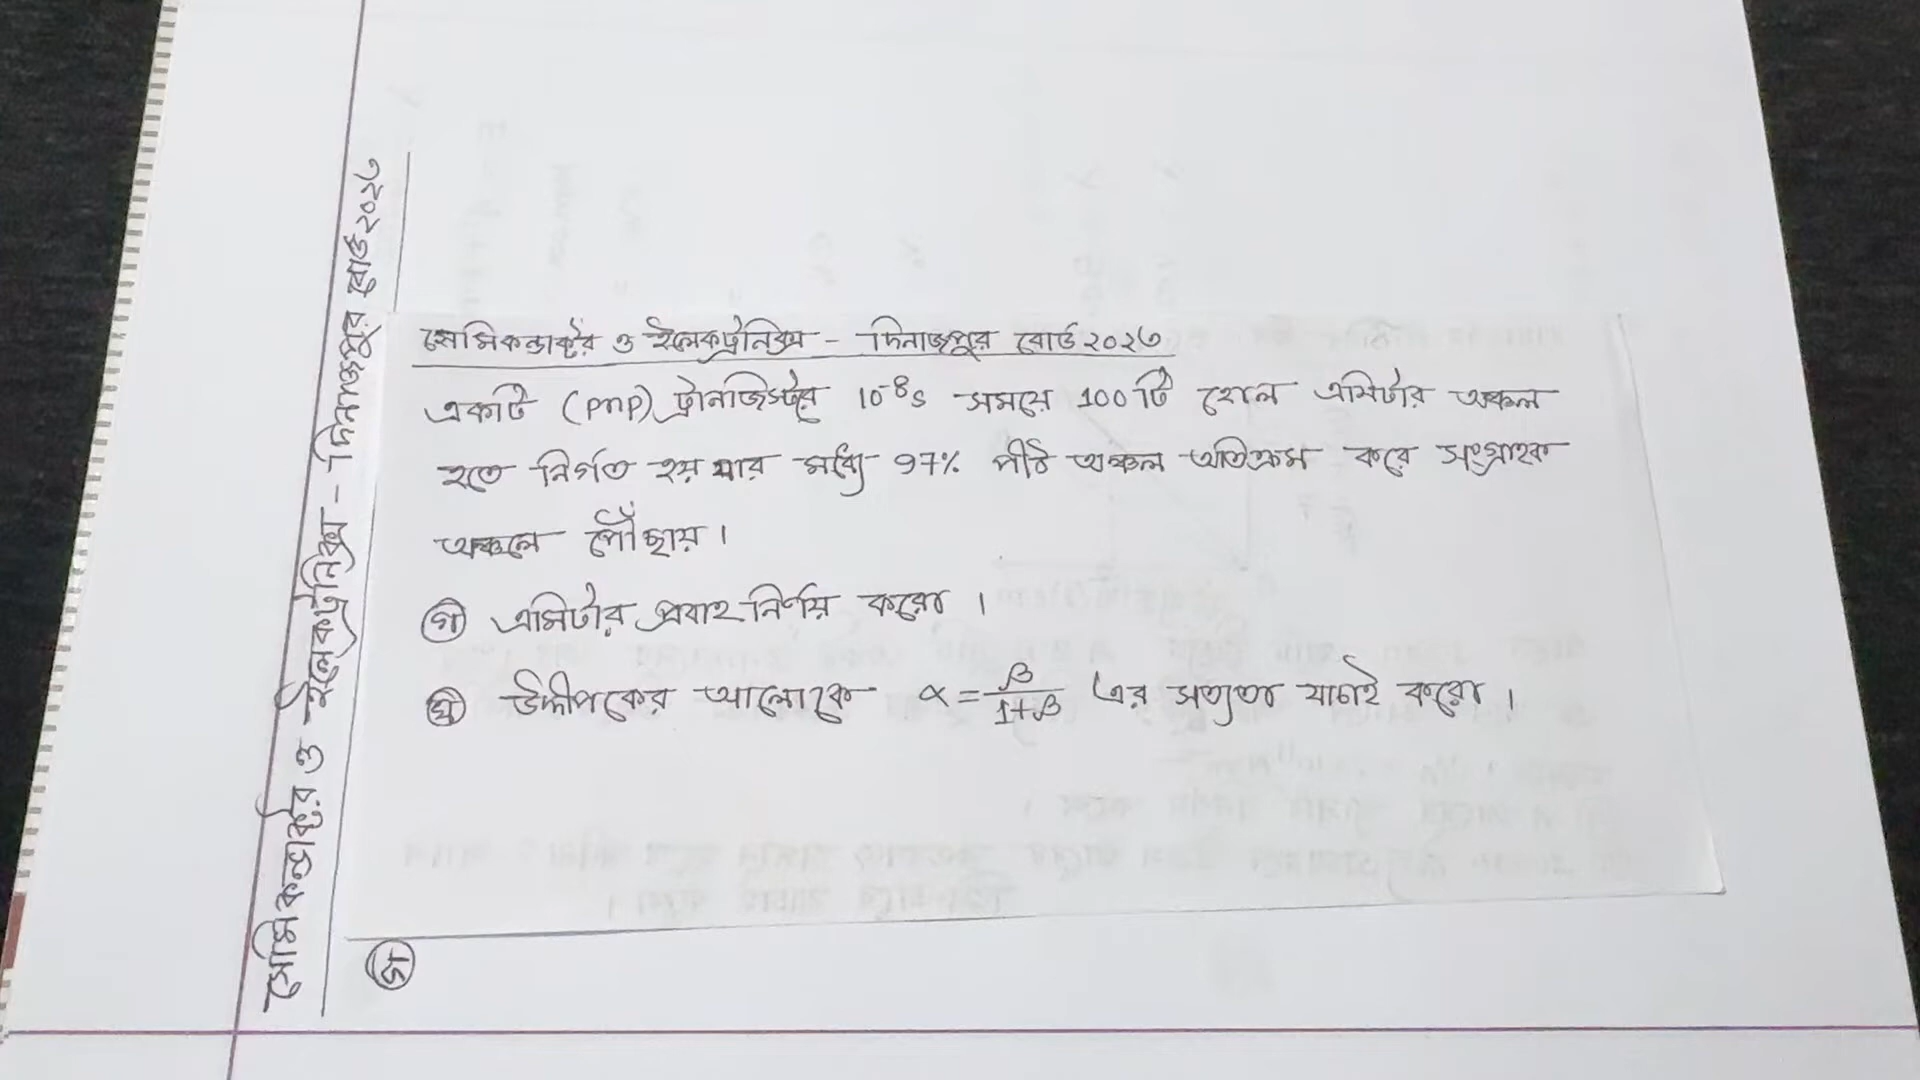 সেমিকন্ডাক্টর ও ইলেকট্রনিক্স - দিনাজপুর বোর্ড ২০২৩
সেমিকন্ডাক্টর ও ইলেকট্রনিক্স - দিনাজপুর বোর্ড ২০২৩
একটি (pnp) ট্রানজিস্টরে 10⁻⁸s সময়ে 100টি হোল এমিটার অঞ্চল
হতে নির্গত হয় যার মধ্যে 97% পীঠ অঞ্চল অতিক্রম করে সংগ্রাহক
অঞ্চলে পৌঁছায়।
(গ) এমিটার প্রবাহ নির্ণয় করো।
(ঘ) উদ্দীপকের আলোকে α = β/1+β এর সত্যতা যাচাই করো।
(গ)